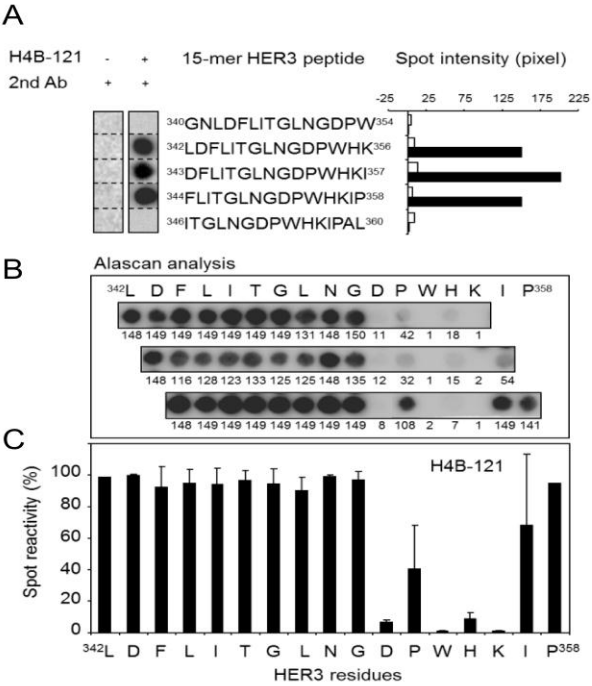 A
H4B-121 - + 15-mer HER3 peptide Spot intensity (pixel)
2nd Ab + +
-25 25 75 125 175 225
340GNLDFLITGLNGDPW354
342LDFLITGLNGDPWHK356
343DFLITGLNGDPWHKI357
344FLITGLNGDPWHKIP358
346ITGLNGDPWHKIPAL360
B
Alascan analysis
342L D F L I T G L N G D P W H K I P358
148 149 149 149 149 149 149 131 148 150 11 42 1 18 1
148 116 128 123 133 125 125 148 135 12 32 1 15 2 54
148 149 149 149 149 149 149 149 8 108 2 7 1 149 141
C
H4B-121
Spot reactivity (%)
100
80
60
40
20
0
342L D F L I T G L N G D P W H K I P358
HER3 residues